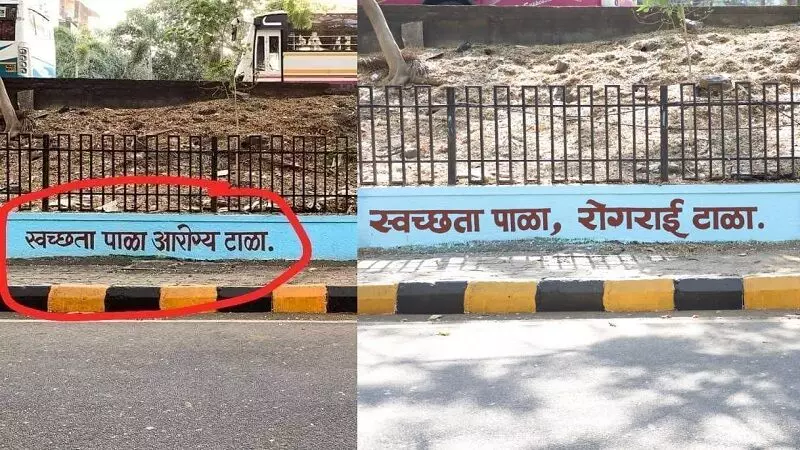 स्वच्छता पाळा आरोग्य टाळा.
स्वच्छता पाळा, रोगराई टाळा.